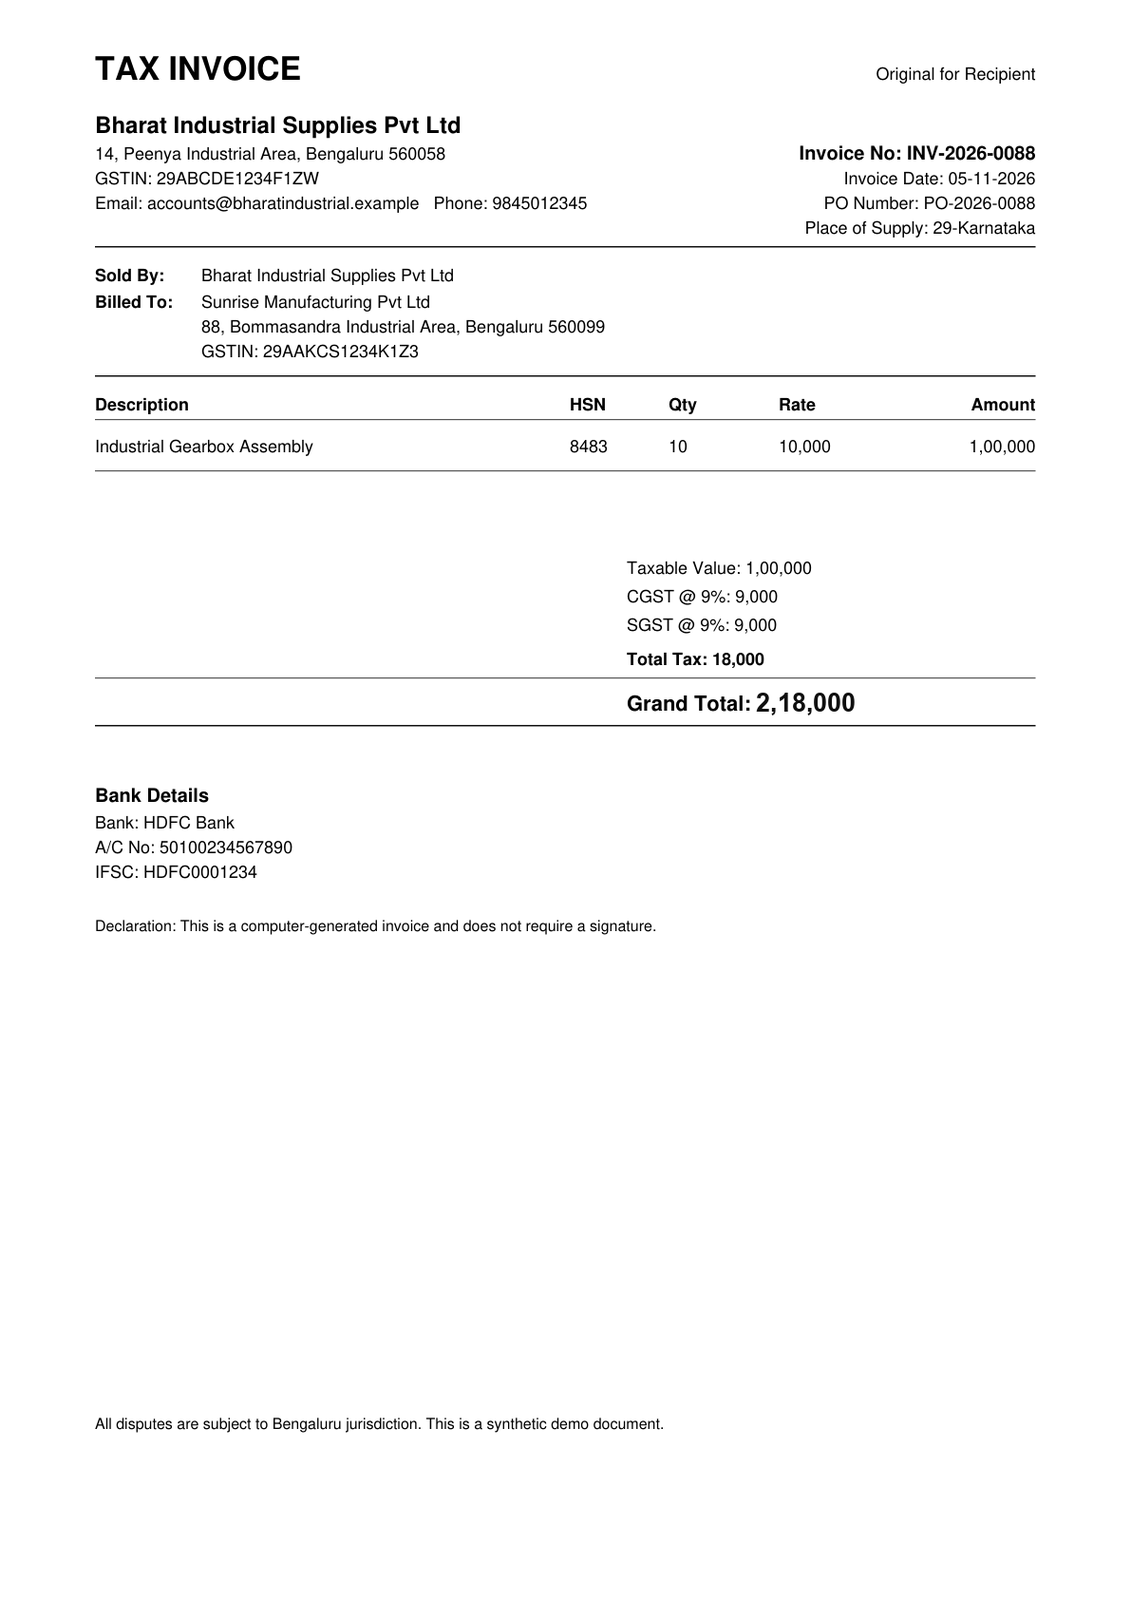 TAX INVOICE
Original for Recipient
Bharat Industrial Supplies Pvt Ltd
14, Peenya Industrial Area, Bengaluru 560058
GSTIN: 29ABCDE1234F1ZW
Email: accounts@bharatindustrial.example Phone: 9845012345
Invoice No: INV-2026-0088
Invoice Date: 05-11-2026
PO Number: PO-2026-0088
Place of Supply: 29-Karnataka
Sold By: Bharat Industrial Supplies Pvt Ltd
Billed To: Sunrise Manufacturing Pvt Ltd
88, Bommasandra Industrial Area, Bengaluru 560099
GSTIN: 29AAKCS1234K1Z3
Description HSN Qty Rate Amount
Industrial Gearbox Assembly 8483 10 10,000 1,00,000
Taxable Value: 1,00,000
CGST @ 9%: 9,000
SGST @ 9%: 9,000
Total Tax: 18,000
Grand Total: 2,18,000
Bank Details
Bank: HDFC Bank
A/C No: 50100234567890
IFSC: HDFC0001234
Declaration: This is a computer-generated invoice and does not require a signature.
All disputes are subject to Bengaluru jurisdiction. This is a synthetic demo document.